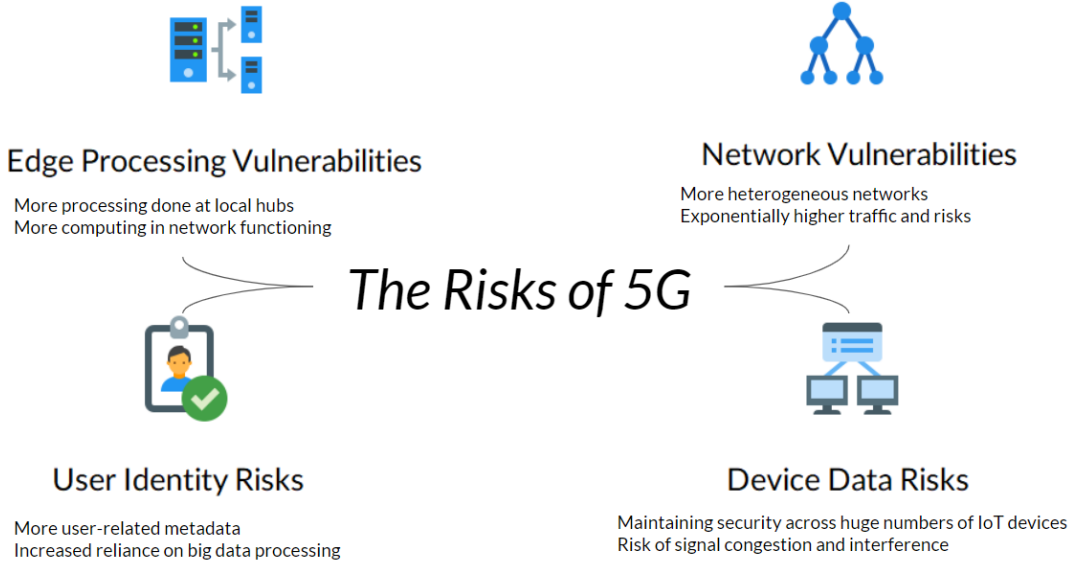 Edge Processing Vulnerabilities
More processing done at local hubs
More computing in network functioning
Network Vulnerabilities
More heterogeneous networks
Exponentially higher traffic and risks
The Risks of 5G
User Identity Risks
More user-related metadata
Increased reliance on big data processing
Device Data Risks
Maintaining security across huge numbers of IoT devices
Risk of signal congestion and interference